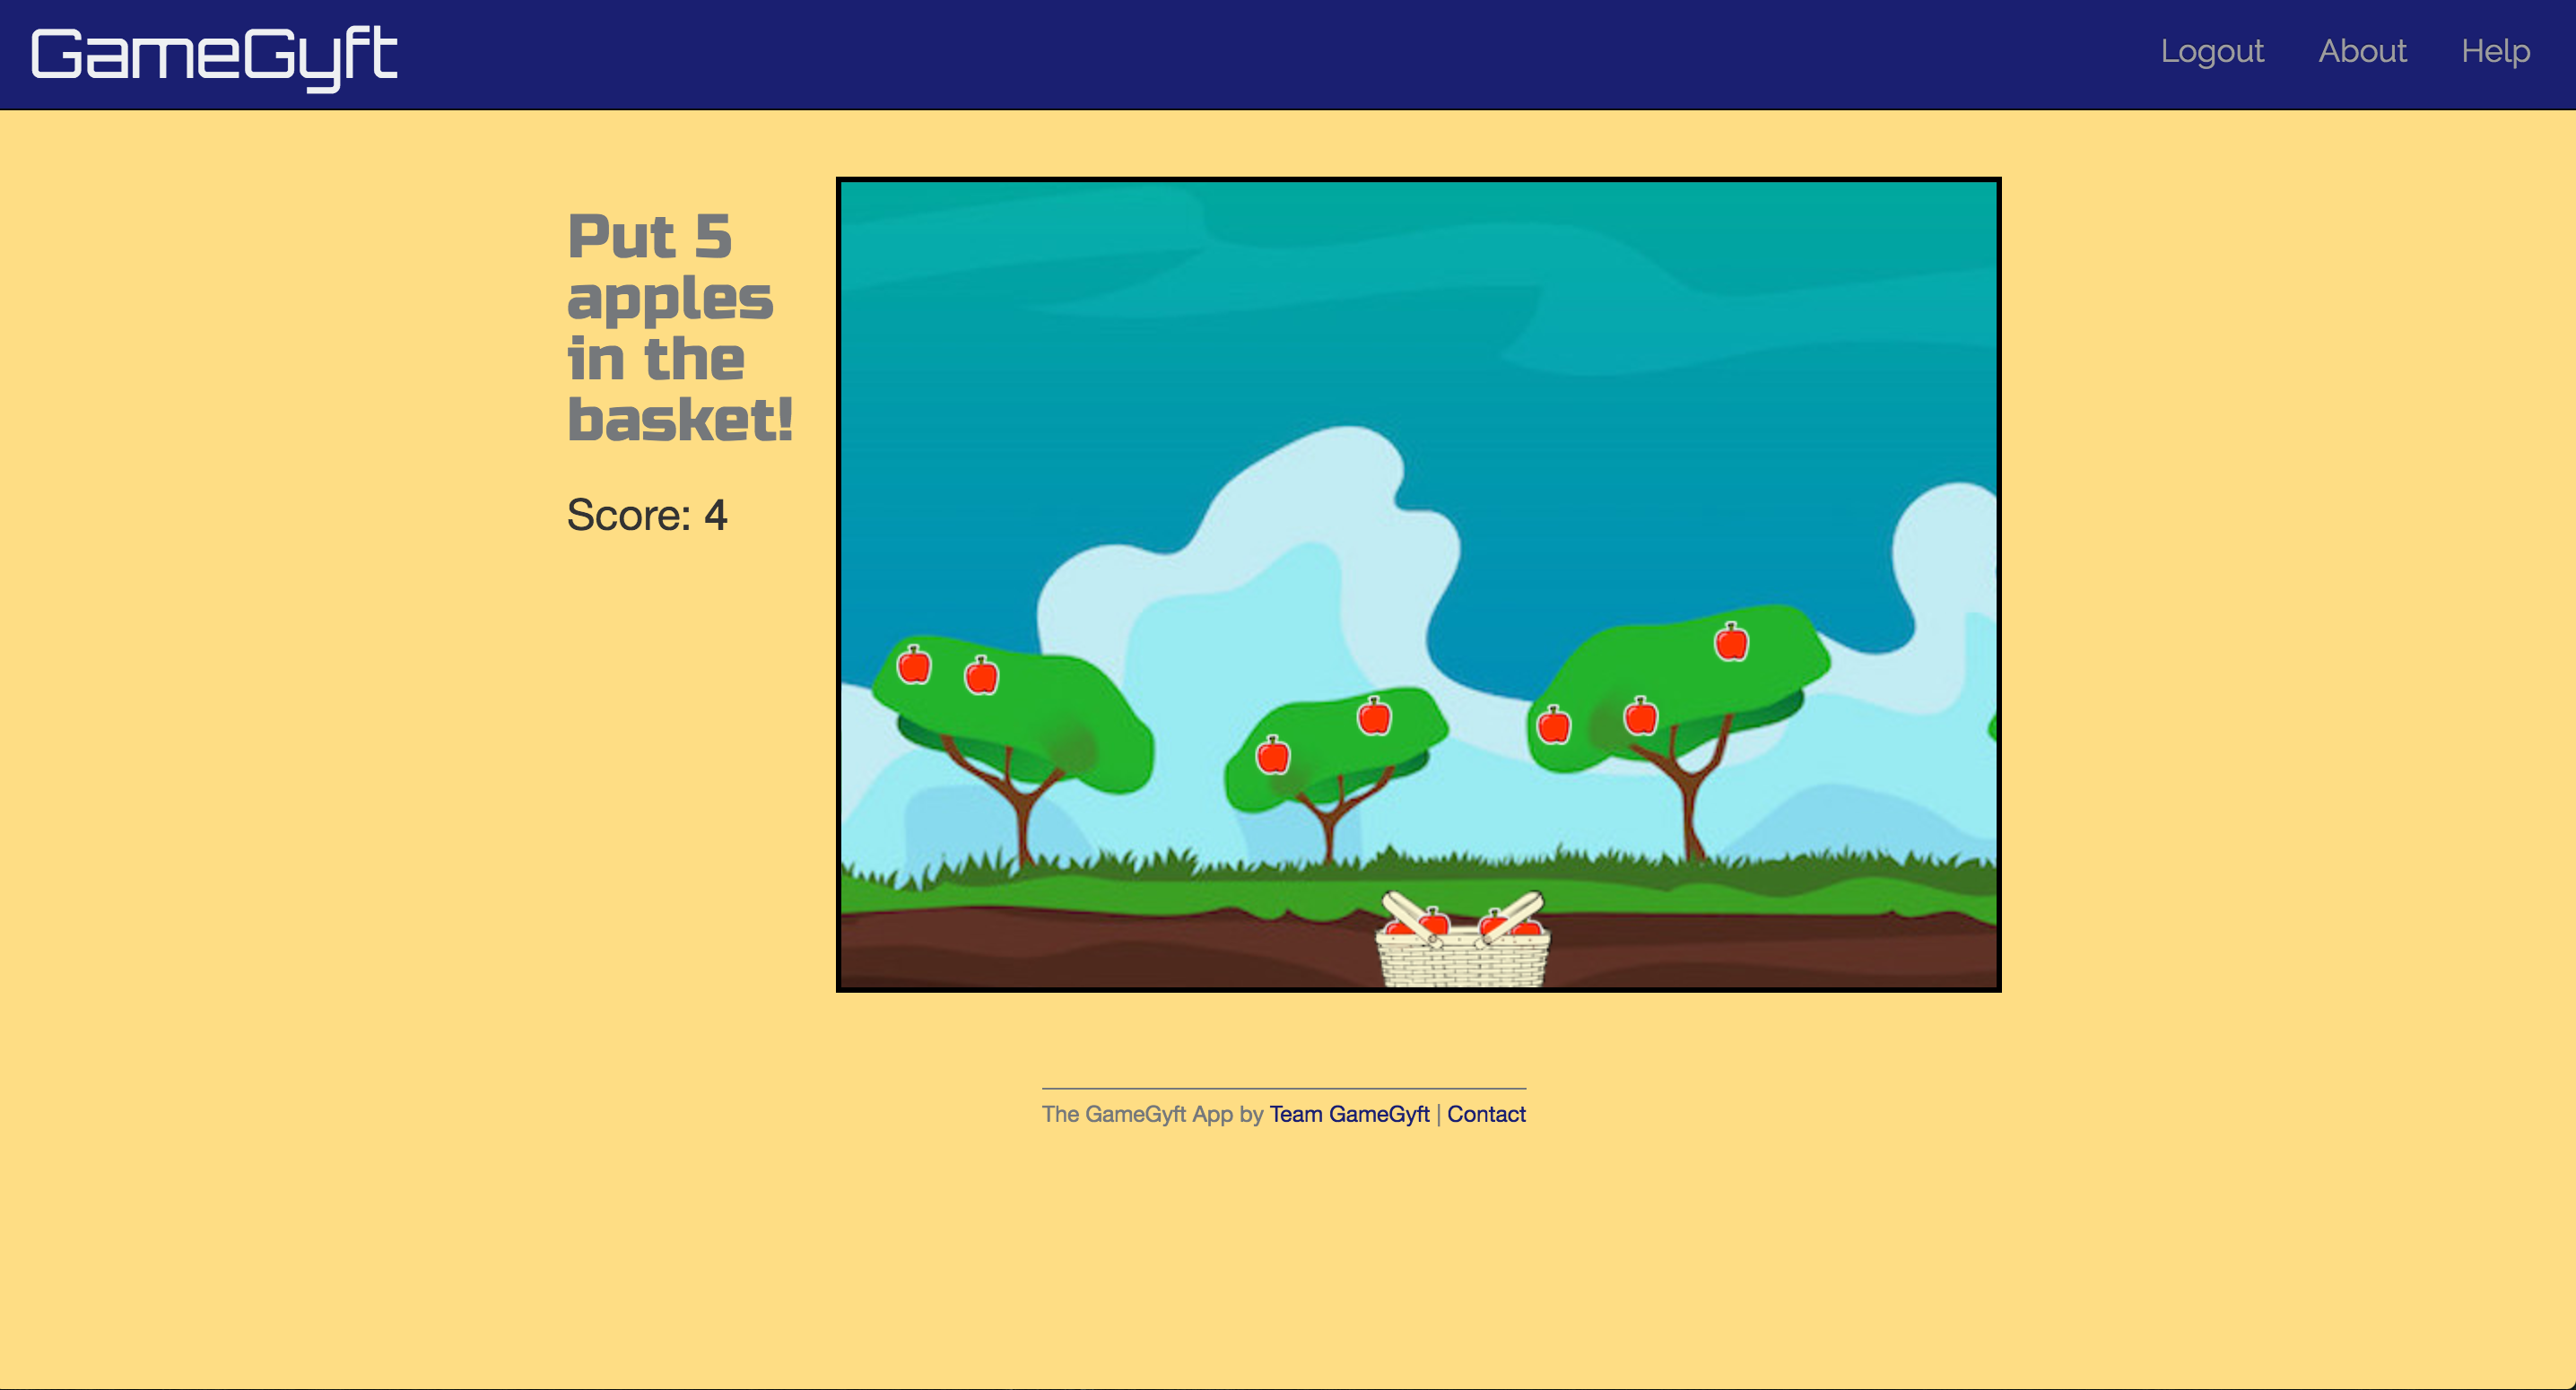 GameGyft
Logout About Help
Put 5
apples
in the
basket!
Score: 4
The GameGyft App by Team GameGyft | Contact